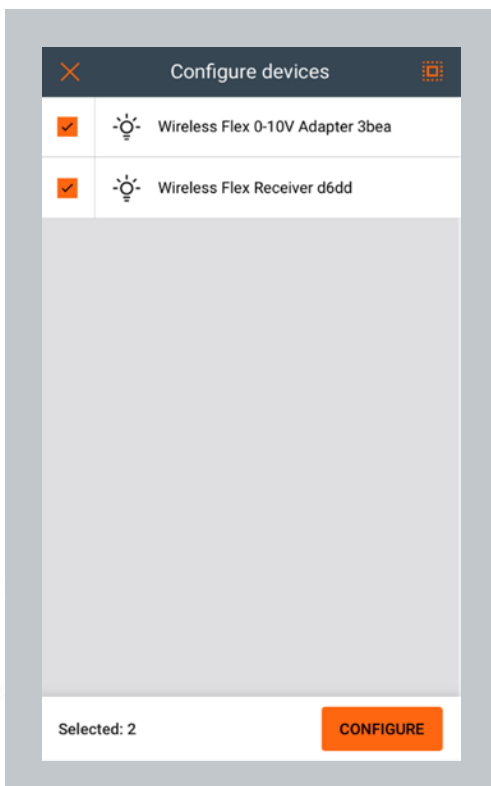 Configure devices
Wireless Flex 0-10V Adapter 3bea
Wireless Flex Receiver d6dd
Selected: 2
CONFIGURE